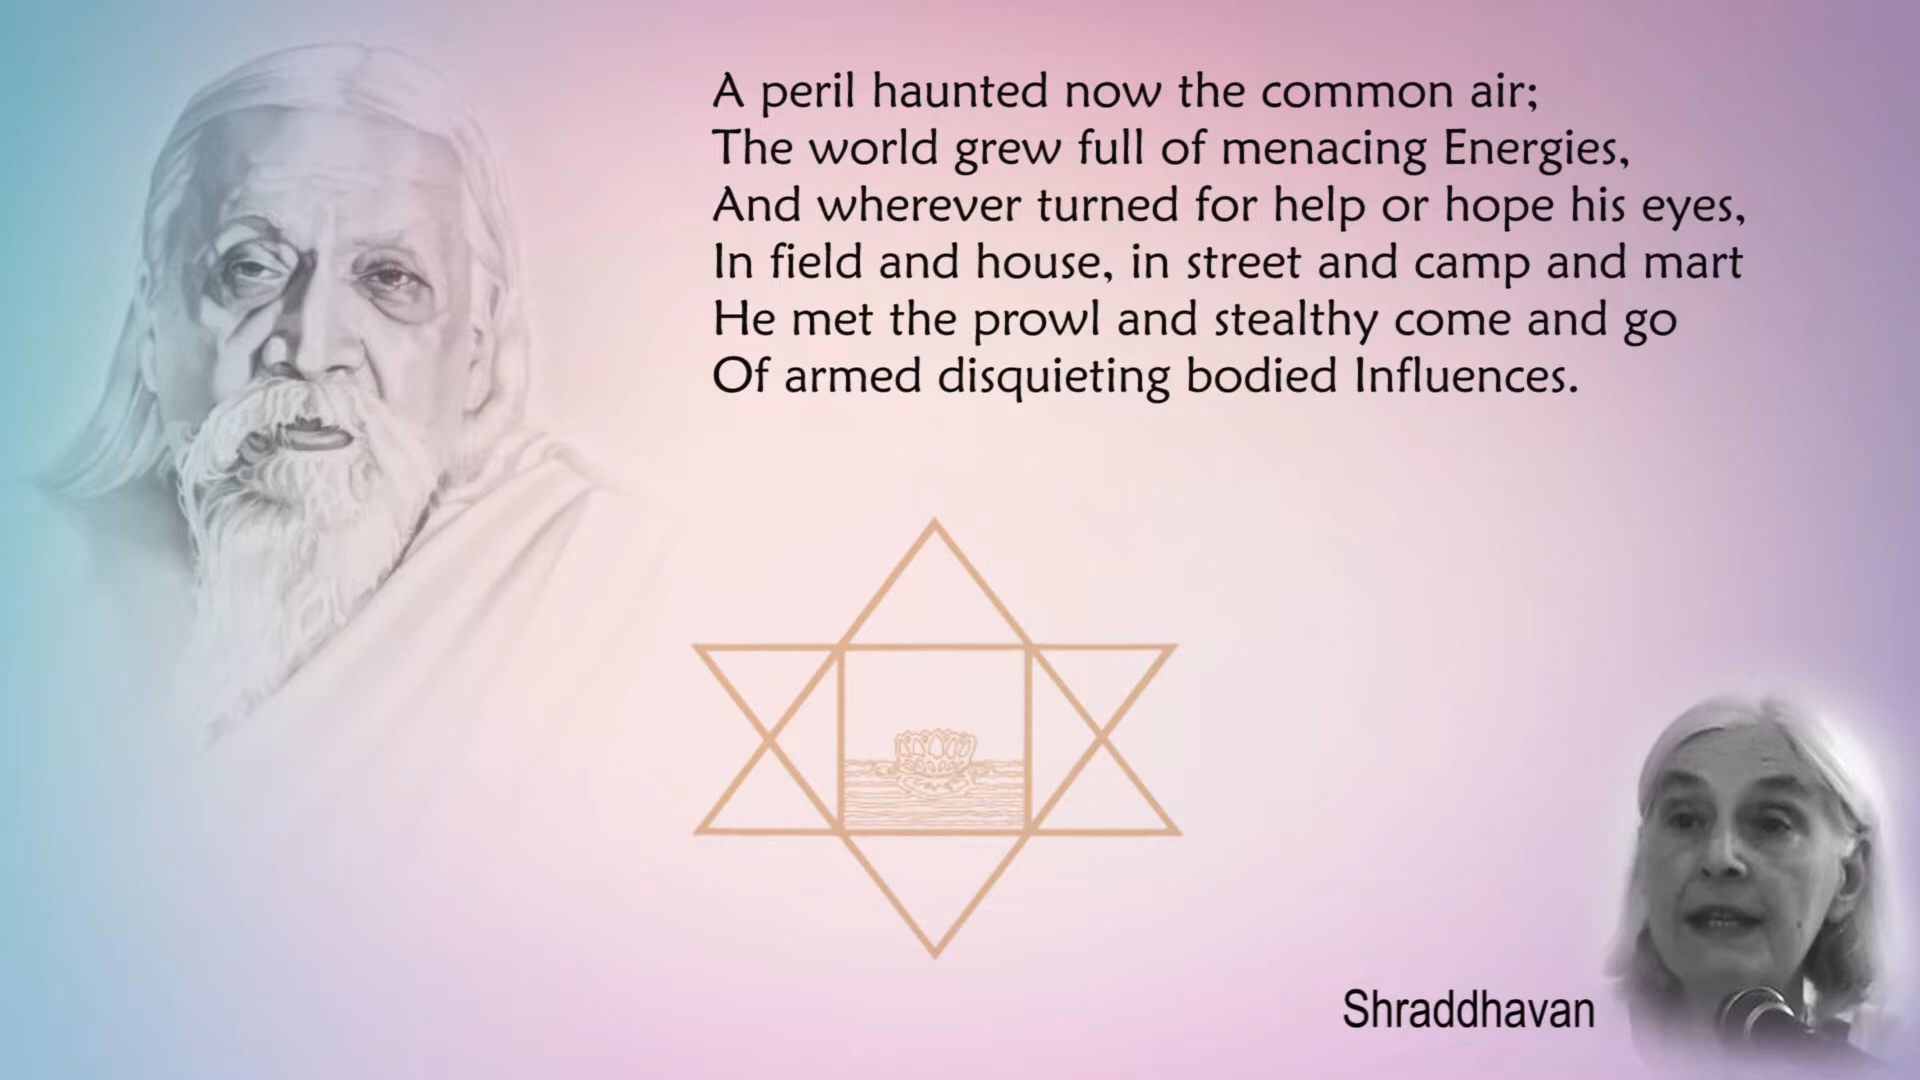 A peril haunted now the common air;
The world grew full of menacing Energies,
And wherever turned for help or hope his eyes,
In field and house, in street and camp and mart
He met the prowl and stealthy come and go
Of armed disquieting bodied Influences.
Shraddhavan